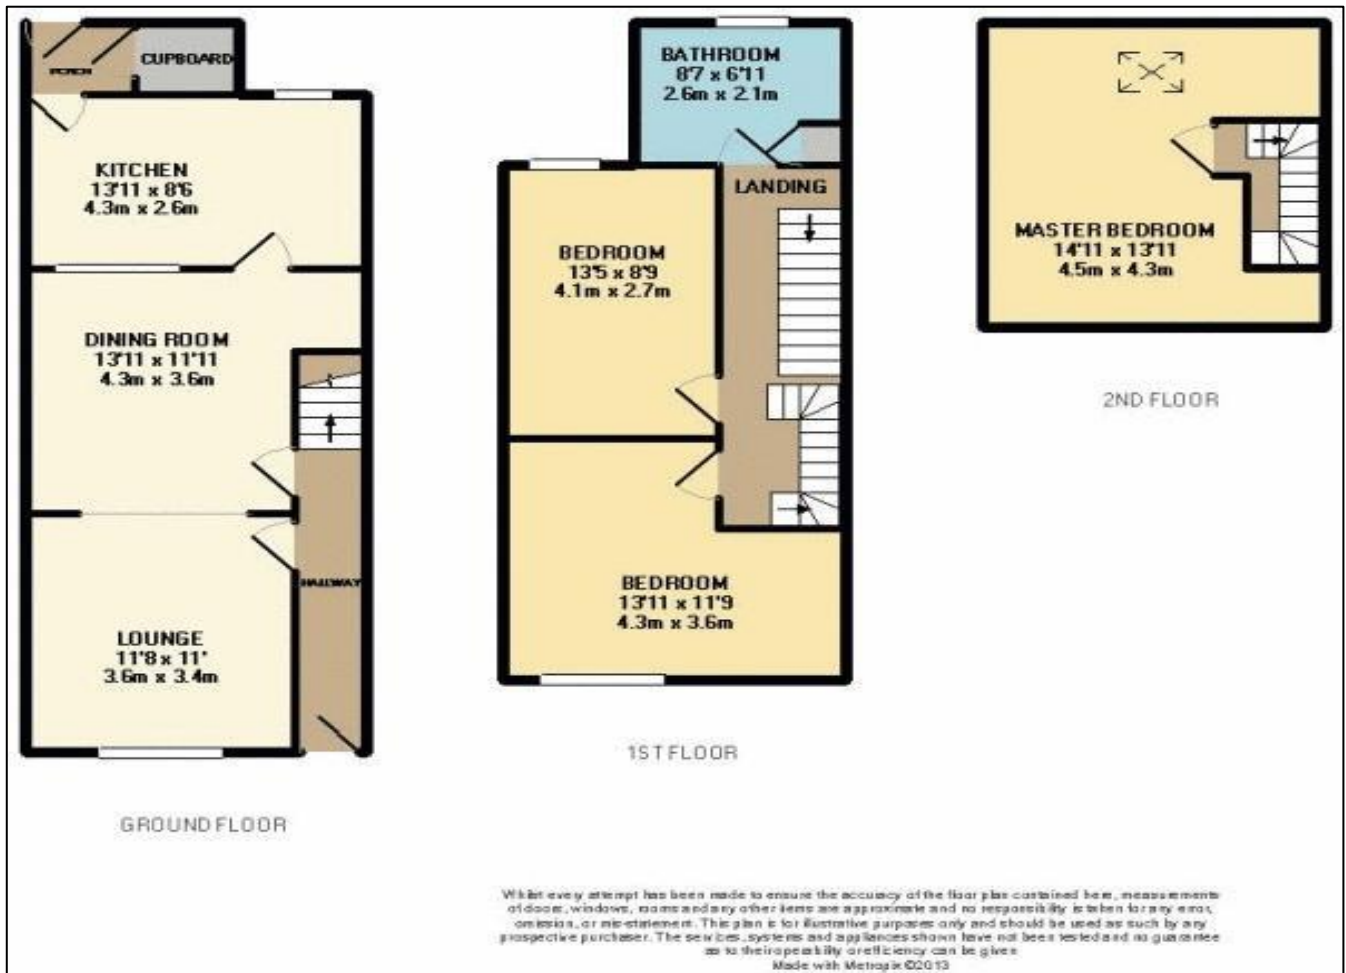 PORCH
CUPBOARD
KITCHEN
13'11 x 8'6
4.3m x 2.6m
DINING ROOM
13'11 x 11'11
4.3m x 3.6m
HALLWAY
LOUNGE
11'8 x 11'
3.6m x 3.4m
GROUND FLOOR
BATHROOM
8'7 x 6'11
2.6m x 2.1m
LANDING
BEDROOM
13'5 x 8'9
4.1m x 2.7m
BEDROOM
13'11 x 11'9
4.3m x 3.6m
1ST FLOOR
MASTER BEDROOM
14'11 x 13'11
4.5m x 4.3m
2ND FLOOR
Whilst every attempt has been made to ensure the accuracy of the floor plan contained here, measurements
of doors, windows, rooms and any other items are approximate and no responsibility is taken for any error,
omission, or mis-statement. This plan is for illustrative purposes only and should be used as such by any
prospective purchaser. The services, systems and appliances shown have not been tested and no guarantee
as to their operability or efficiency can be given
Made with Metropix ©2013